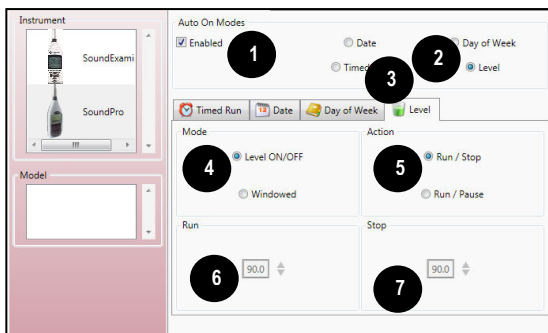 Instrument
SoundExami
SoundPro
Model
Auto On Modes
Enabled
1
Date
Day of Week
2
Timed
3
Level
Timed Run
12 Date
Day of Week
Level
Mode
4
Level ON/OFF
Windowed
Action
5
Run / Stop
Run / Pause
Run
6
90.0
Stop
7
90.0